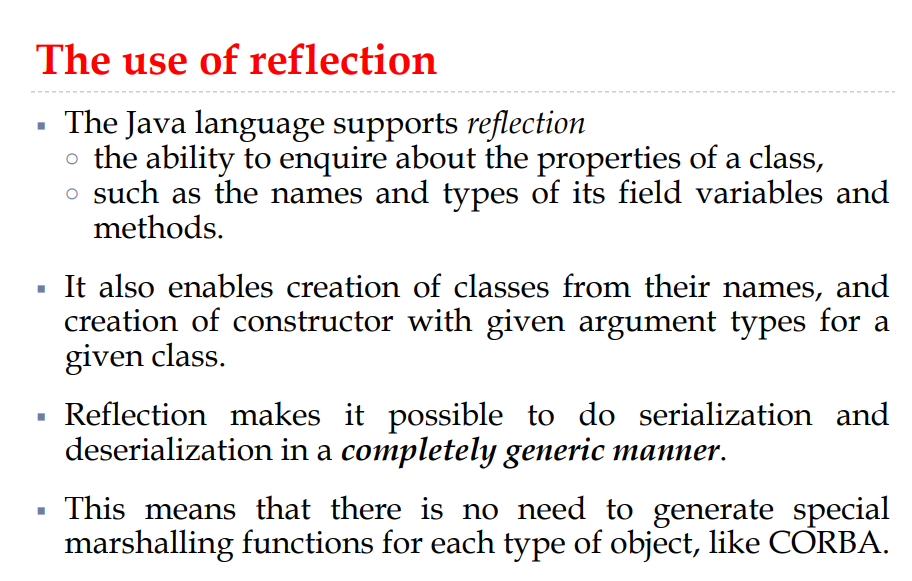 The use of reflection
▪ The Java language supports reflection
○ the ability to enquire about the properties of a class,
○ such as the names and types of its field variables and
methods.
▪ It also enables creation of classes from their names, and
creation of constructor with given argument types for a
given class.
▪ Reflection makes it possible to do serialization and
deserialization in a completely generic manner.
▪ This means that there is no need to generate special
marshalling functions for each type of object, like CORBA.